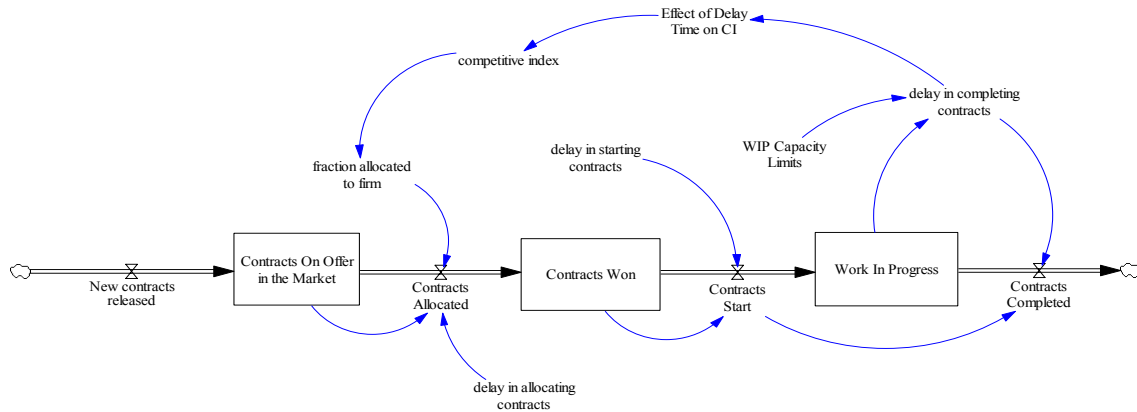 Effect of Delay
Time on CI
competitive index
delay in completing
contracts
WIP Capacity
Limits
delay in starting
contracts
fraction allocated
to firm
Contracts On Offer
in the Market
Contracts Won
Work In Progress
New contracts
released
Contracts
Allocated
Contracts
Start
Contracts
Completed
delay in allocating
contracts